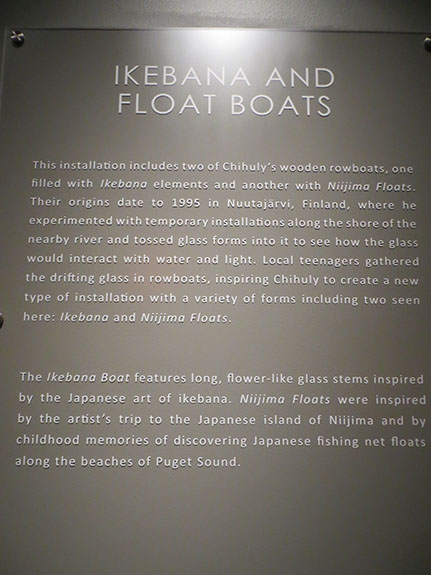 IKEBANA AND
FLOAT BOATS
This installation includes two of Chihuly's wooden rowboats, one
filled with Ikebana elements and another with Niijima Floats.
Their origins date to 1995 in Nuutajärvi, Finland, where he
experimented with temporary installations along the shore of the
nearby river and tossed glass forms into it to see how the glass
would interact with water and light. Local teenagers gathered
the drifting glass in rowboats, inspiring Chihuly to create a new
type of installation with a variety of forms including two seen
here: Ikebana and Niijima Floats.
The Ikebana Boat features long, flower-like glass stems inspired
by the Japanese art of ikebana. Niijima Floats were inspired
by the artist's trip to the Japanese island of Niijima and by
childhood memories of discovering Japanese fishing net floats
along the beaches of Puget Sound.